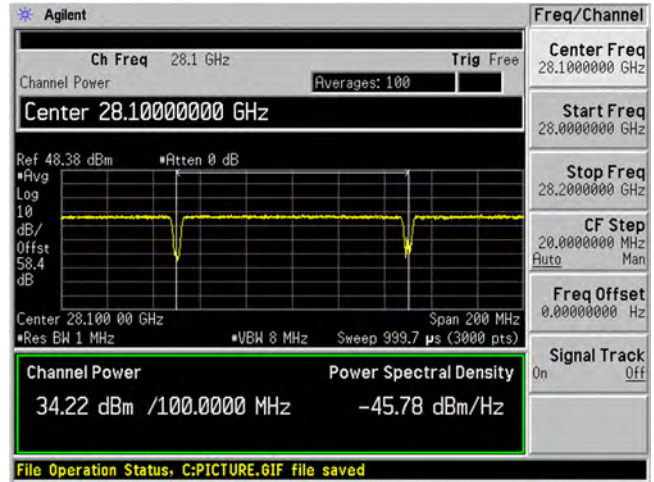 Agilent
Freq/Channel
Ch Freq 28.1 GHz Trig Free
Channel Power Averages: 100
Center 28.10000000 GHz
Ref 48.38 dBm #Atten 0 dB
#Avg
Log
10
dB/
Offst
58.4
dB
Center 28.100 00 GHz Span 200 MHz
#Res BW 1 MHz #VBW 8 MHz Sweep 999.7 µs (3000 pts)
Channel Power Power Spectral Density
34.22 dBm /100.0000 MHz -45.78 dBm/Hz
File Operation Status, C:PICTURE.GIF file saved
Center Freq
28.1000000 GHz
Start Freq
28.0000000 GHz
Stop Freq
28.2000000 GHz
CF Step
20.0000000 MHz
Auto Man
Freq Offset
0.00000000 Hz
Signal Track
On Off